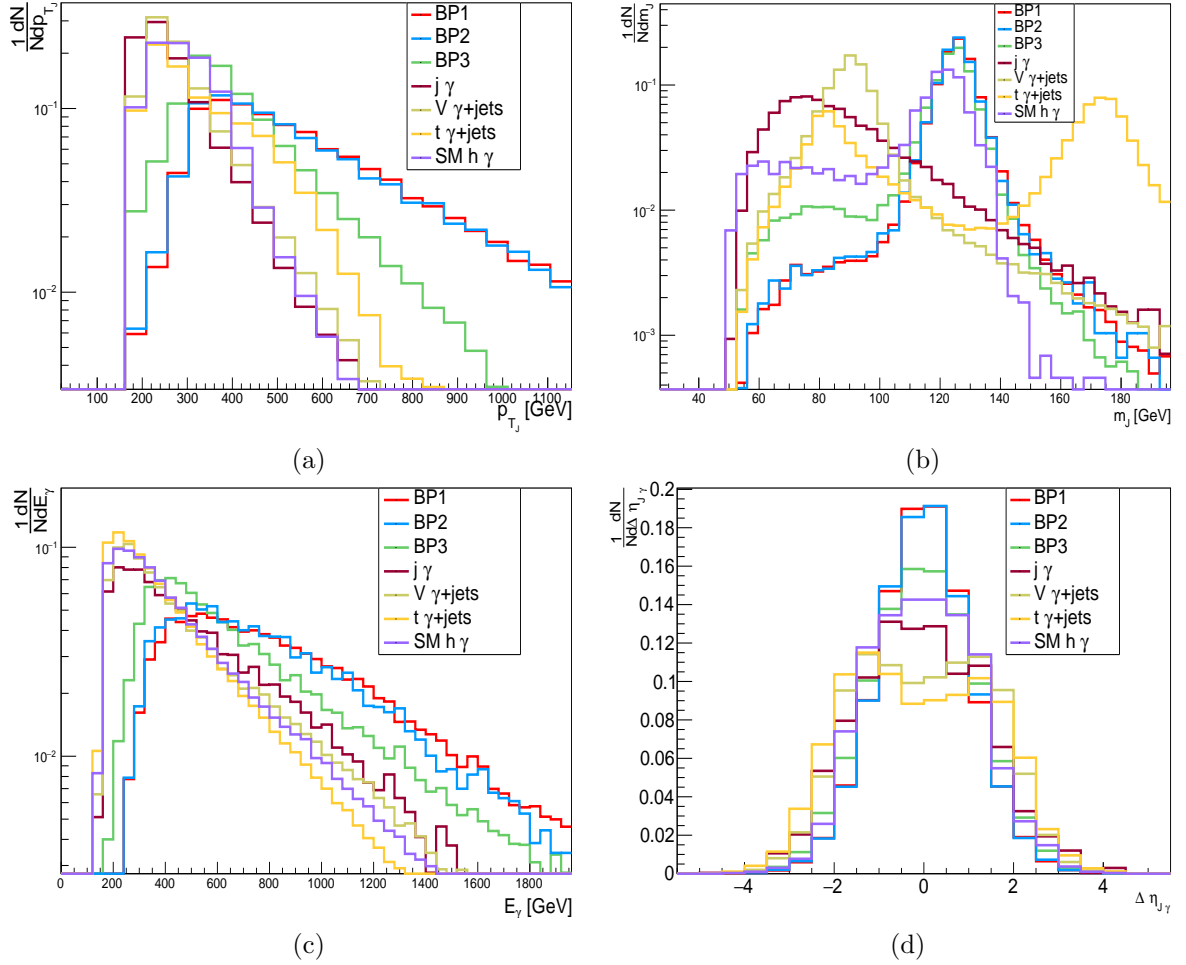 1 dN
N dp_T_J
10⁻¹
10⁻²
BP1
BP2
BP3
j γ
V γ+jets
t γ+jets
SM h γ
100 200 300 400 500 600 700 800 900 1000 1100
p_T_J [GeV]
(a)
1 dN
N dm_J
10⁻¹
10⁻²
10⁻³
BP1
BP2
BP3
j γ
V γ+jets
t γ+jets
SM h γ
40 60 80 100 120 140 160 180
m_J [GeV]
(b)
1 dN
N dE_γ
10⁻¹
10⁻²
BP1
BP2
BP3
j γ
V γ+jets
t γ+jets
SM h γ
0 200 400 600 800 1000 1200 1400 1600 1800
E_γ [GeV]
(c)
1 dN
N dΔ η_J γ
0.2
0.18
0.16
0.14
0.12
0.1
0.08
0.06
0.04
0.02
0
BP1
BP2
BP3
j γ
V γ+jets
t γ+jets
SM h γ
−4 −2 0 2 4
Δ η_J γ
(d)